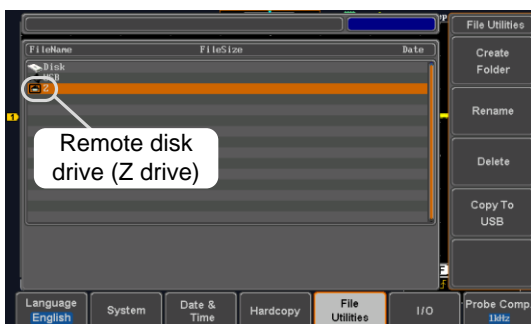 File Utilities
FileName FileSize Date
Disk
USB
Z
Create
Folder
Rename
1
Remote disk
drive (Z drive)
Delete
Copy To
USB
Language
English
System
Date &
Time
Hardcopy
File
Utilities
I/O
Probe Comp.
1kHz